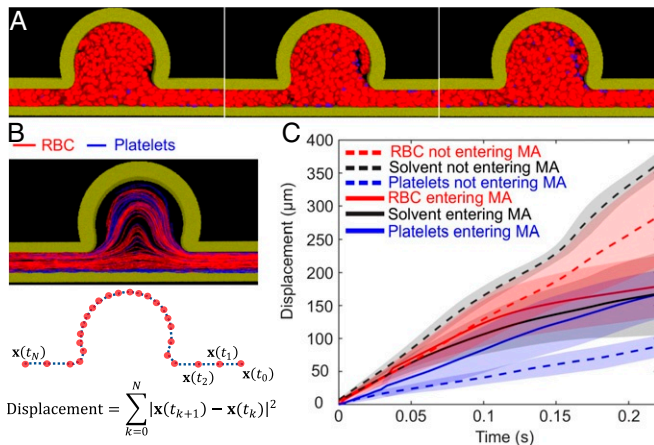 A
B
RBC Platelets
x(t_N)
x(t_1)
x(t_2)
x(t_0)
Displacement = \sum_{k=0}^{N} |x(t_{k+1}) − x(t_k)|^2
C
400
350
300
250
200
150
100
50
0
Displacement (μm)
RBC not entering MA
Solvent not entering MA
Platelets not entering MA
RBC entering MA
Solvent entering MA
Platelets entering MA
0 0.05 0.1 0.15 0.2
Time (s)